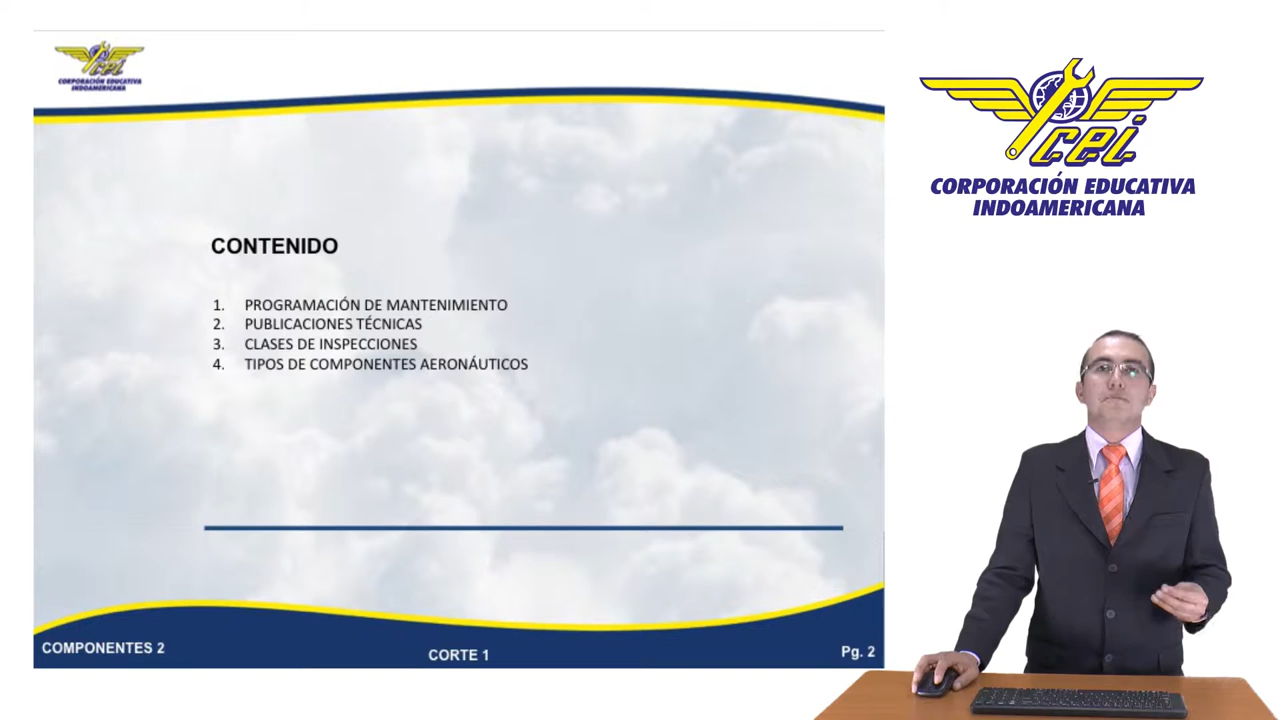 CORPORACIÓN EDUCATIVA
INDOAMERICANA
CONTENIDO
1. PROGRAMACIÓN DE MANTENIMIENTO
2. PUBLICACIONES TÉCNICAS
3. CLASES DE INSPECCIONES
4. TIPOS DE COMPONENTES AERONÁUTICOS
COMPONENTES 2
CORTE 1
Pg. 2
cei
CORPORACIÓN EDUCATIVA
INDOAMERICANA